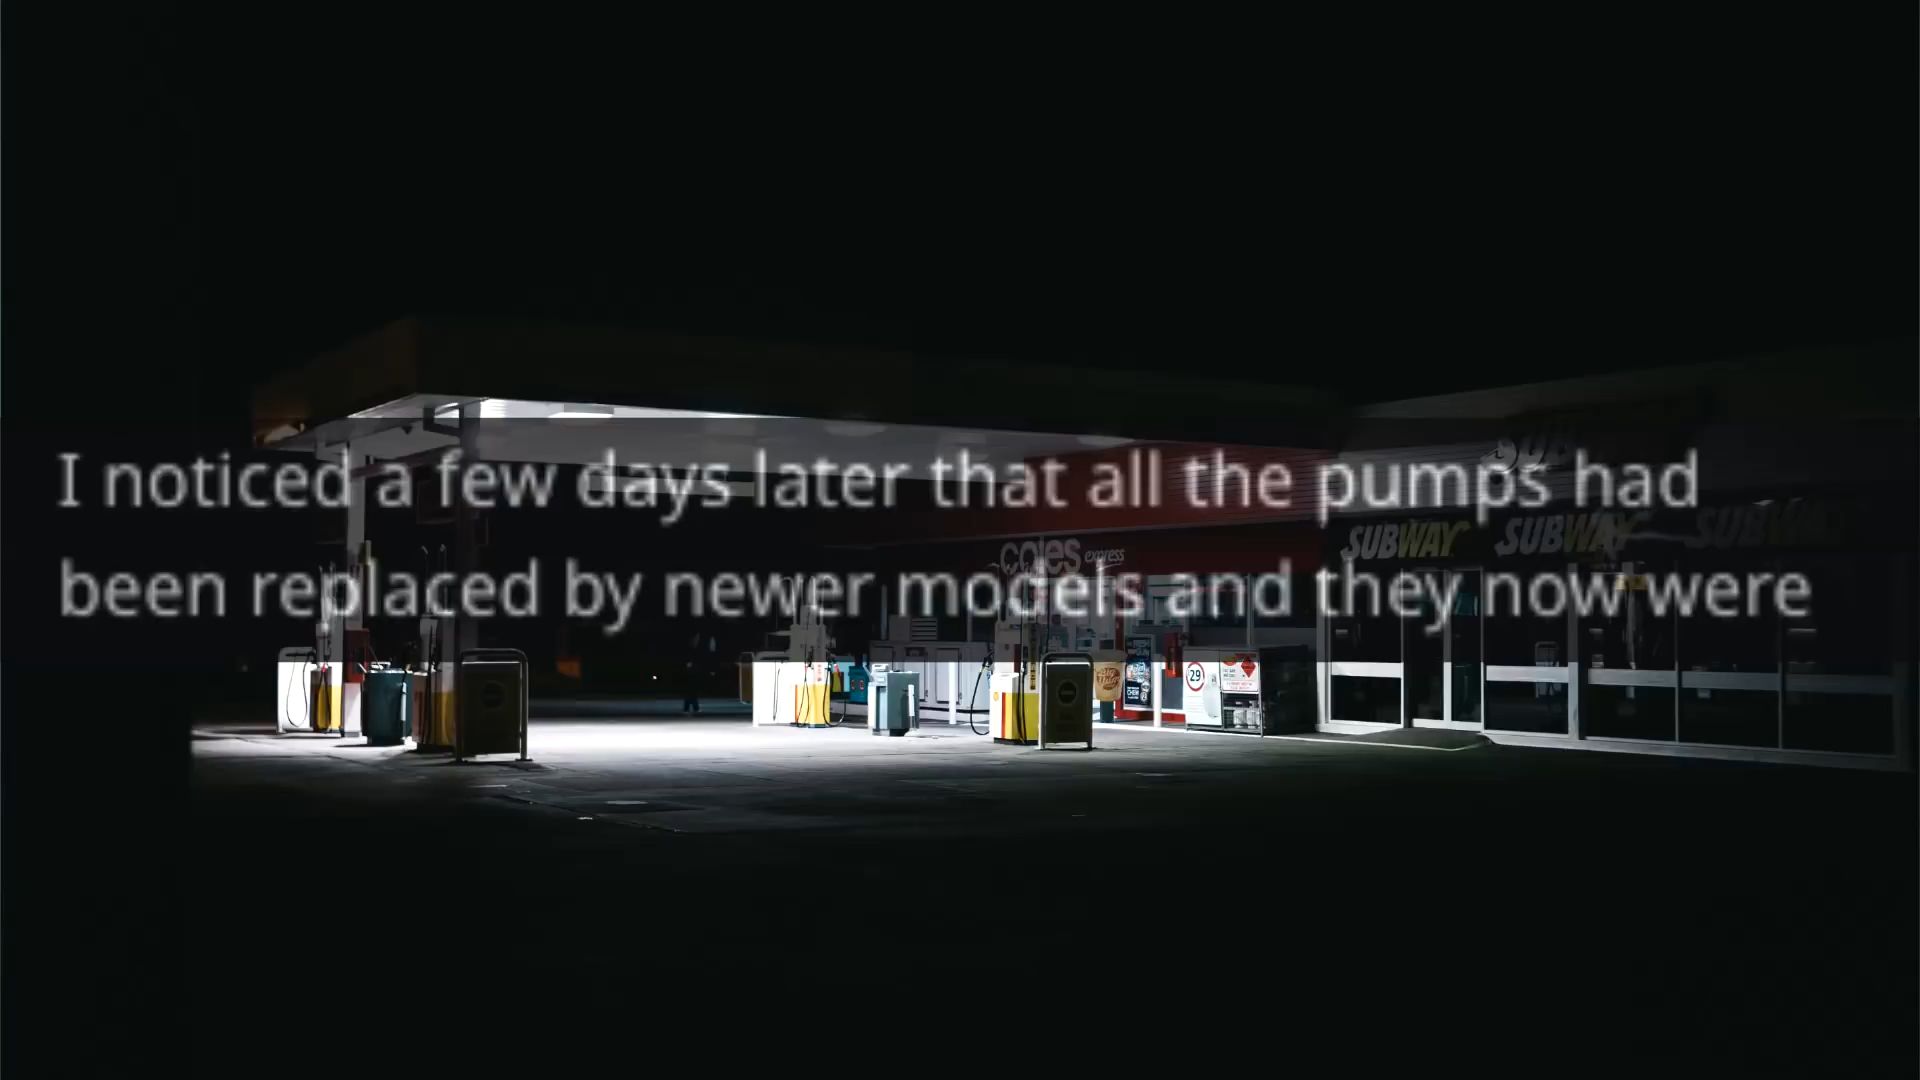 I noticed a few days later that all the pumps had
been replaced by newer models and they now were
coles express
SUBWAY SUBWAY SUBWAY
29